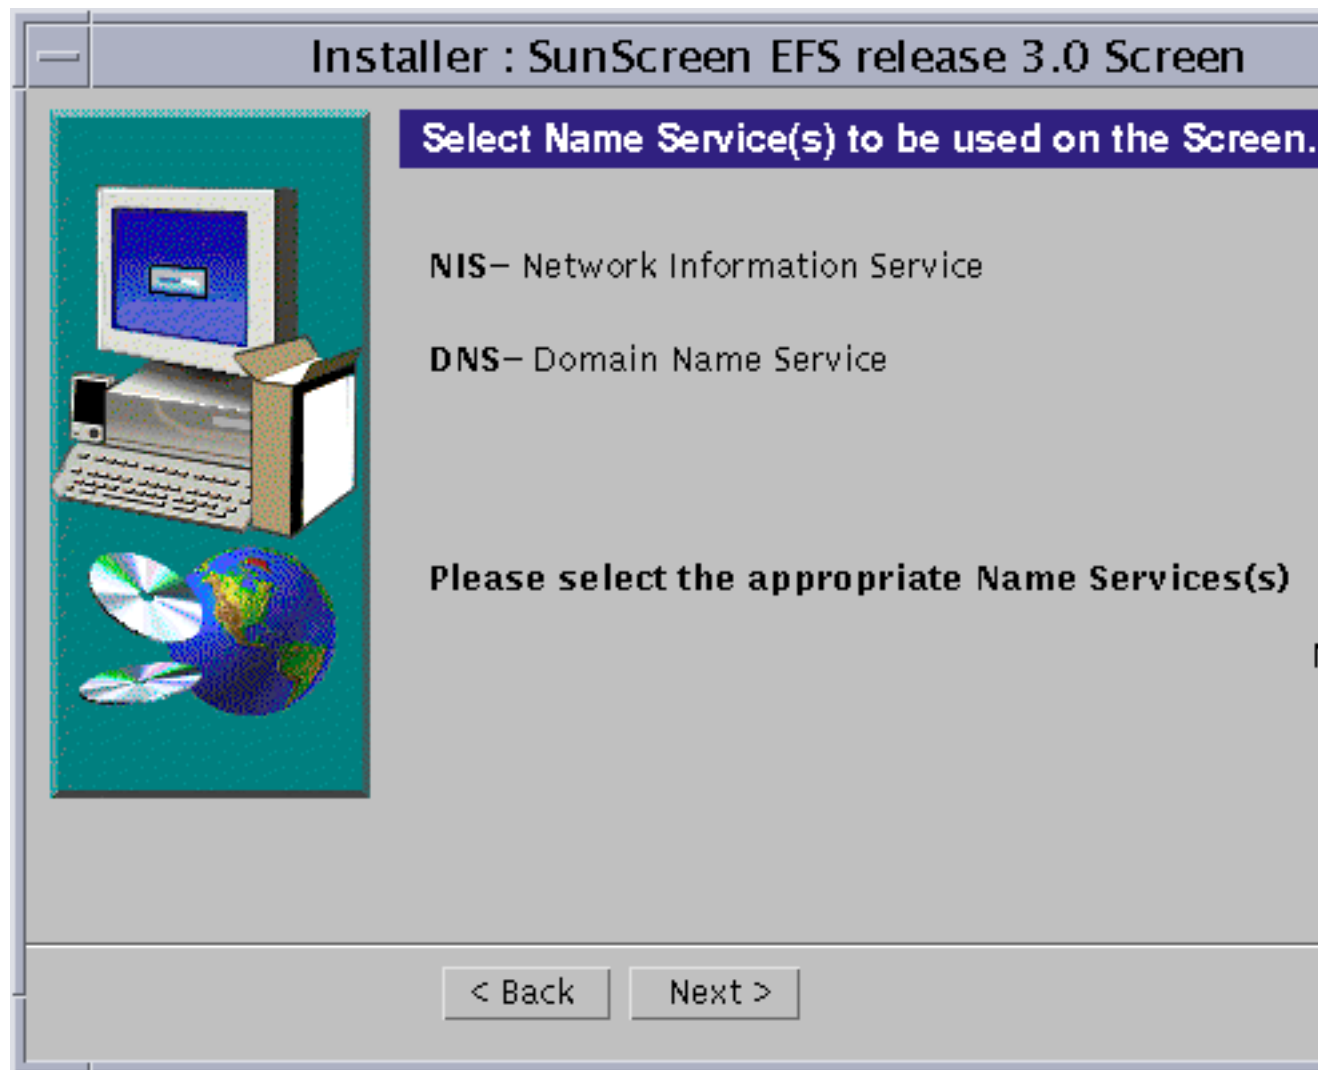 Installer : SunScreen EFS release 3.0 Screen
Select Name Service(s) to be used on the Screen.
NIS– Network Information Service
DNS– Domain Name Service
Please select the appropriate Name Services(s)
< Back
Next >